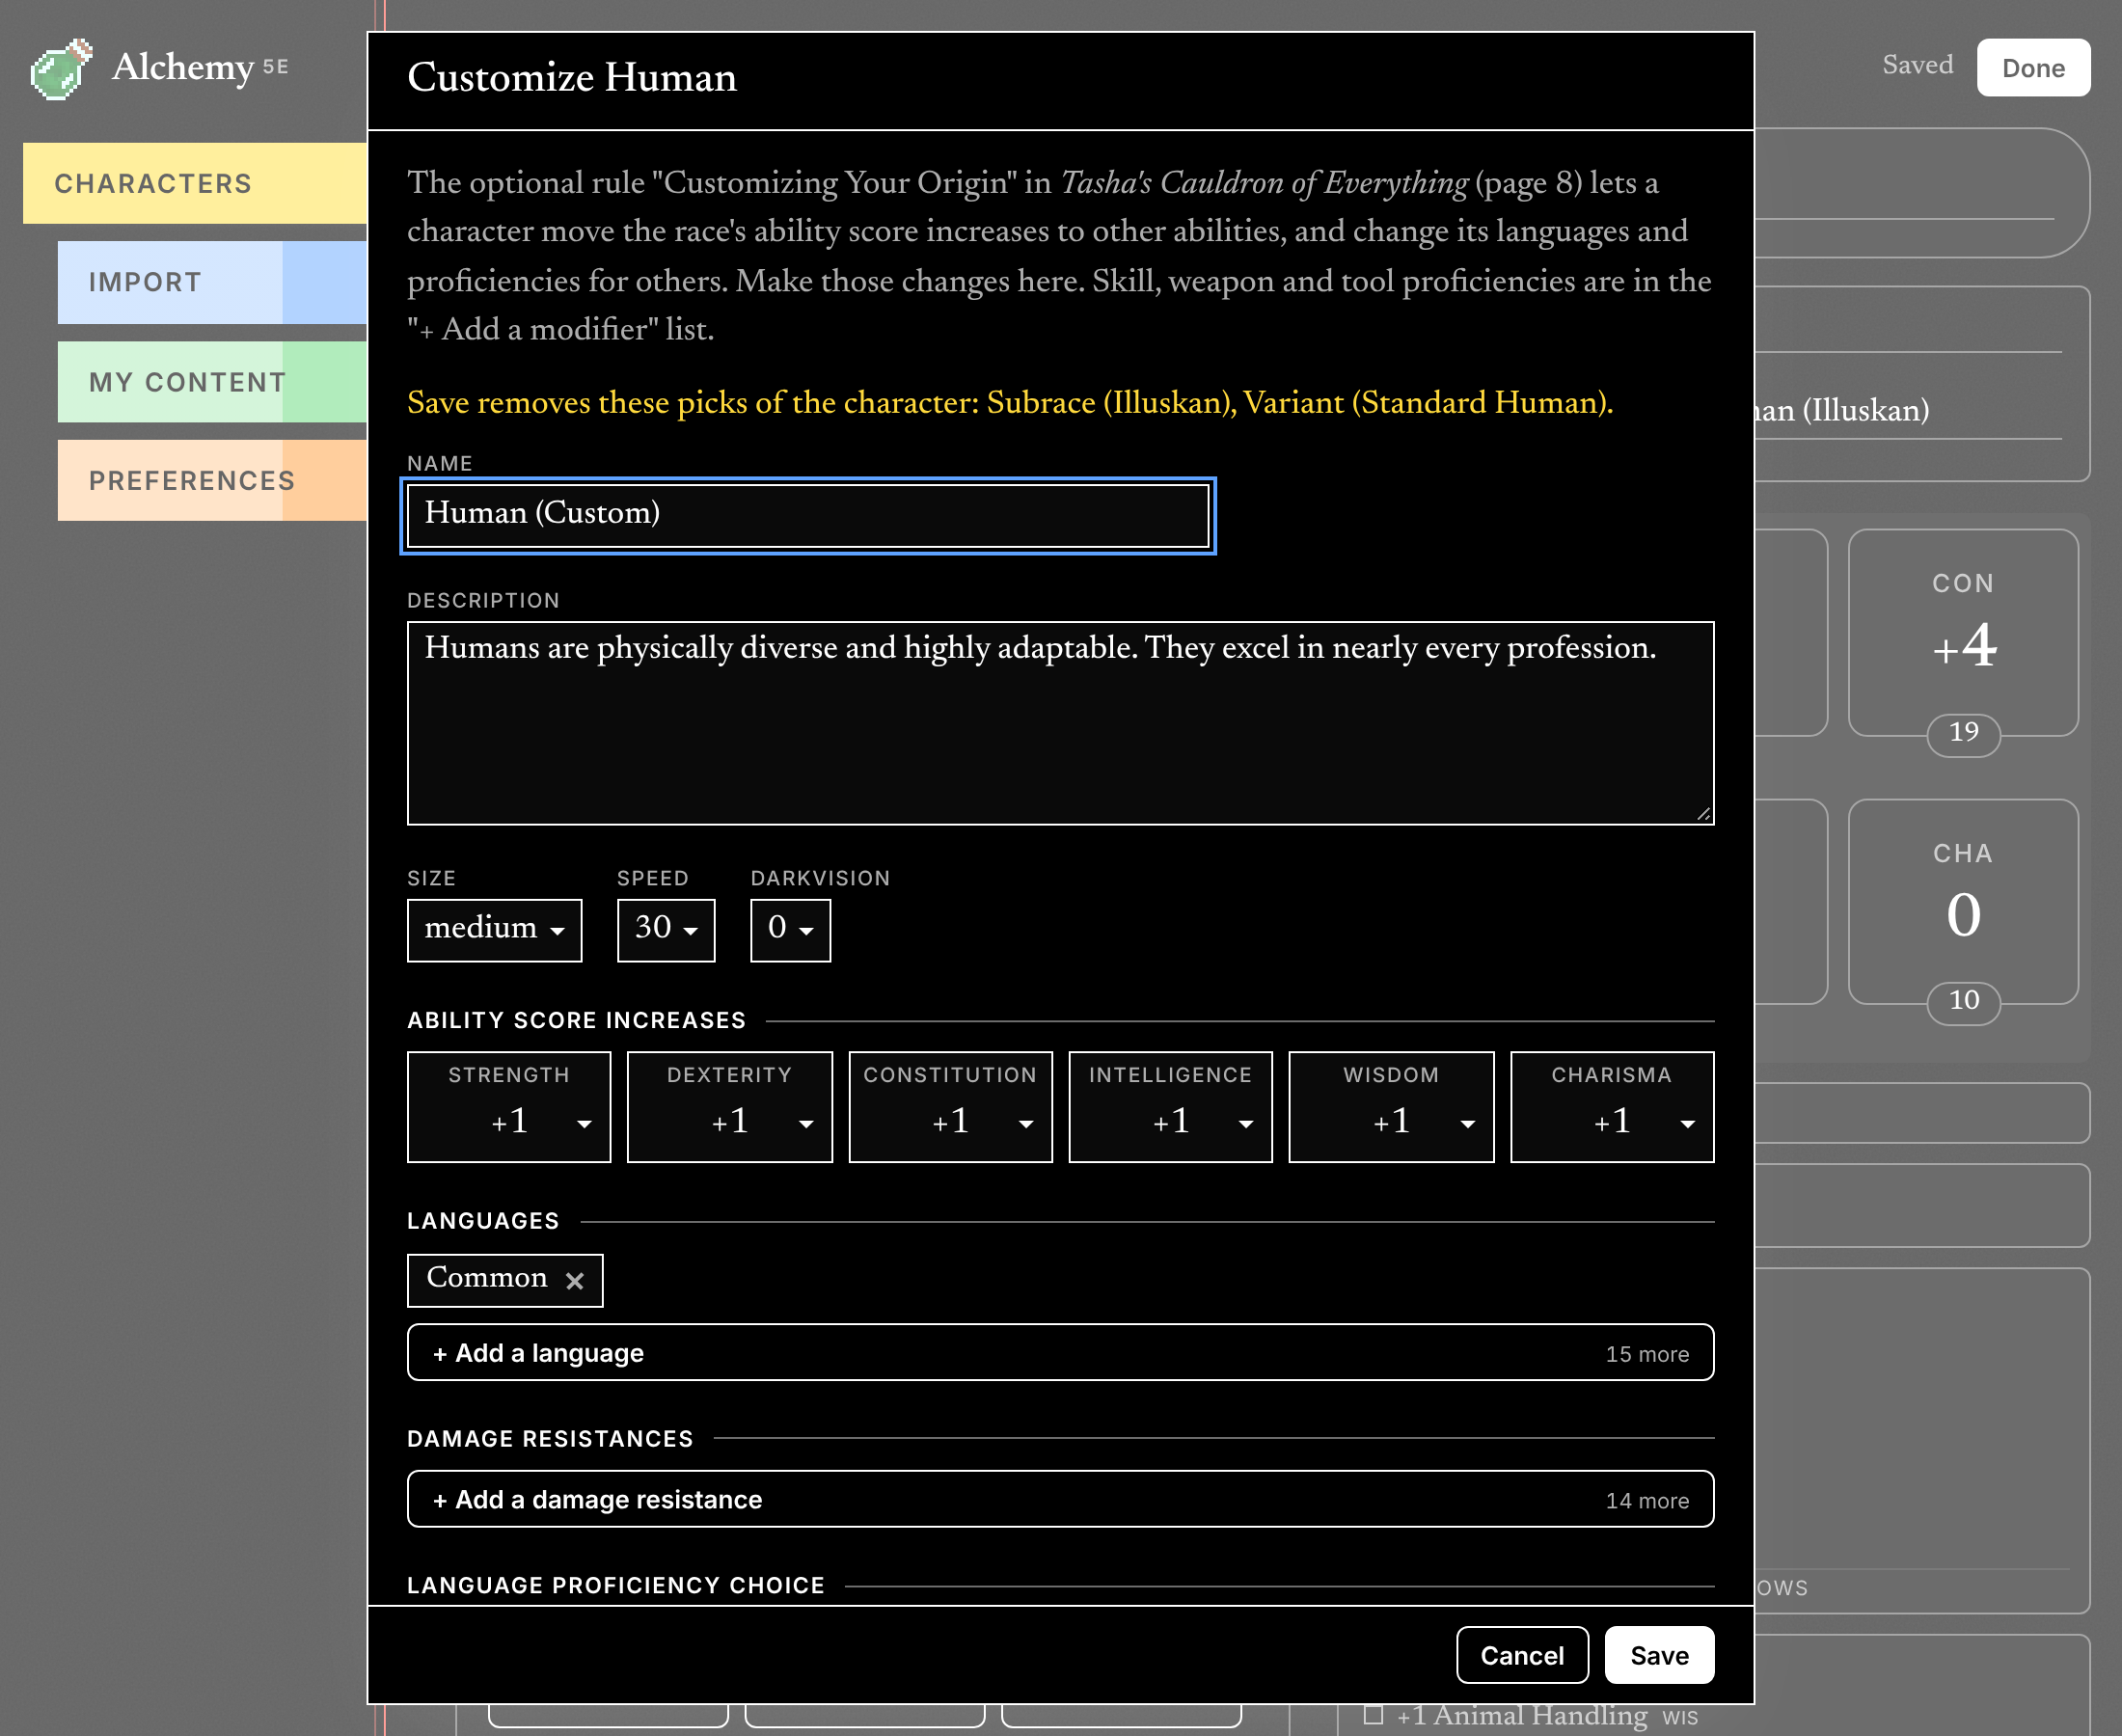 Alchemy 5E
Saved
Done
CHARACTERS
IMPORT
MY CONTENT
PREFERENCES
Customize Human
The optional rule "Customizing Your Origin" in Tasha's Cauldron of Everything (page 8) lets a
character move the race's ability score increases to other abilities, and change its languages and
proficiencies for others. Make those changes here. Skill, weapon and tool proficiencies are in the
"+ Add a modifier" list.
Save removes these picks of the character: Subrace (Illuskan), Variant (Standard Human).
NAME
Human (Custom)
DESCRIPTION
Humans are physically diverse and highly adaptable. They excel in nearly every profession.
SIZE SPEED DARKVISION
medium 30 0
ABILITY SCORE INCREASES
STRENGTH DEXTERITY CONSTITUTION INTELLIGENCE WISDOM CHARISMA
+1 +1 +1 +1 +1 +1
LANGUAGES
Common ×
+ Add a language 15 more
DAMAGE RESISTANCES
+ Add a damage resistance 14 more
LANGUAGE PROFICIENCY CHOICE
Cancel Save
(Illuskan)
CON
+4
19
CHA
0
10
+1 Animal Handling WIS